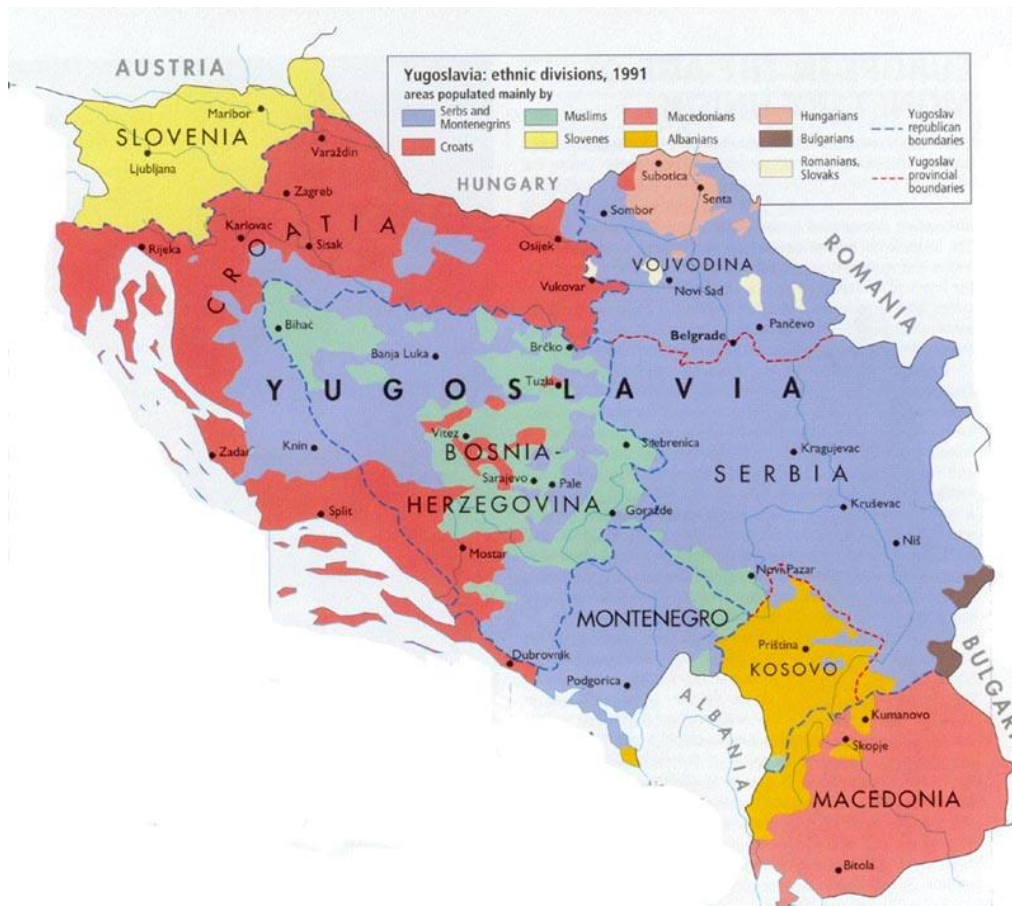 AUSTRIA
Yugoslavia: ethnic divisions, 1991
areas populated mainly by
Serbs and
Montenegrins
Croats
Muslims
Slovenes
Macedonians
Albanians
Hungarians
Bulgarians
Romanians,
Slovaks
Yugoslav
republican
boundaries
Yugoslav
provincial
boundaries
Maribor
SLOVENIA
Ljubljana
Varaždin
HUNGARY
Zagreb
Subotica
Senta
Sombor
CROATIA
Karlovac
Sisak
Rijeka
Osijek
ROMANIA
VOJVODINA
Vukovar
Novi Sad
Bihać
Pančevo
Belgrade
Banja Luka
Brčko
Tuzla
YUGOSLAVIA
Vitez
Srebrenica
Knin
Zadar
BOSNIA-
Kragujevac
SERBIA
Sarajevo
Pale
HERZEGOVINA
Kruševac
Split
Goražde
Niš
Mostar
Novi Pazar
MONTENEGRO
Priština
KOSOVO
Dubrovnik
Podgorica
ALBANIA
BULGARI
Kumanovo
Skopje
MACEDONIA
Bitola